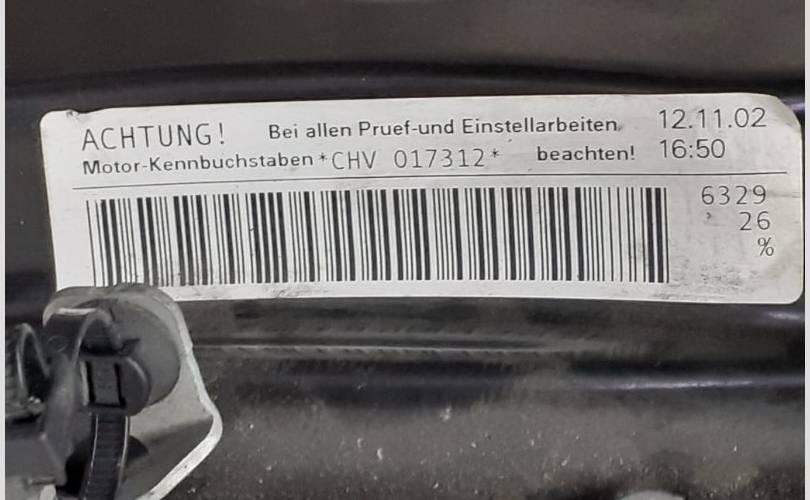 ACHTUNG! Bei allen Pruef-und Einstellarbeiten 12.11.02
Motor-Kennbuchstaben *CHV 017312* beachten! 16:50
6329
26
%